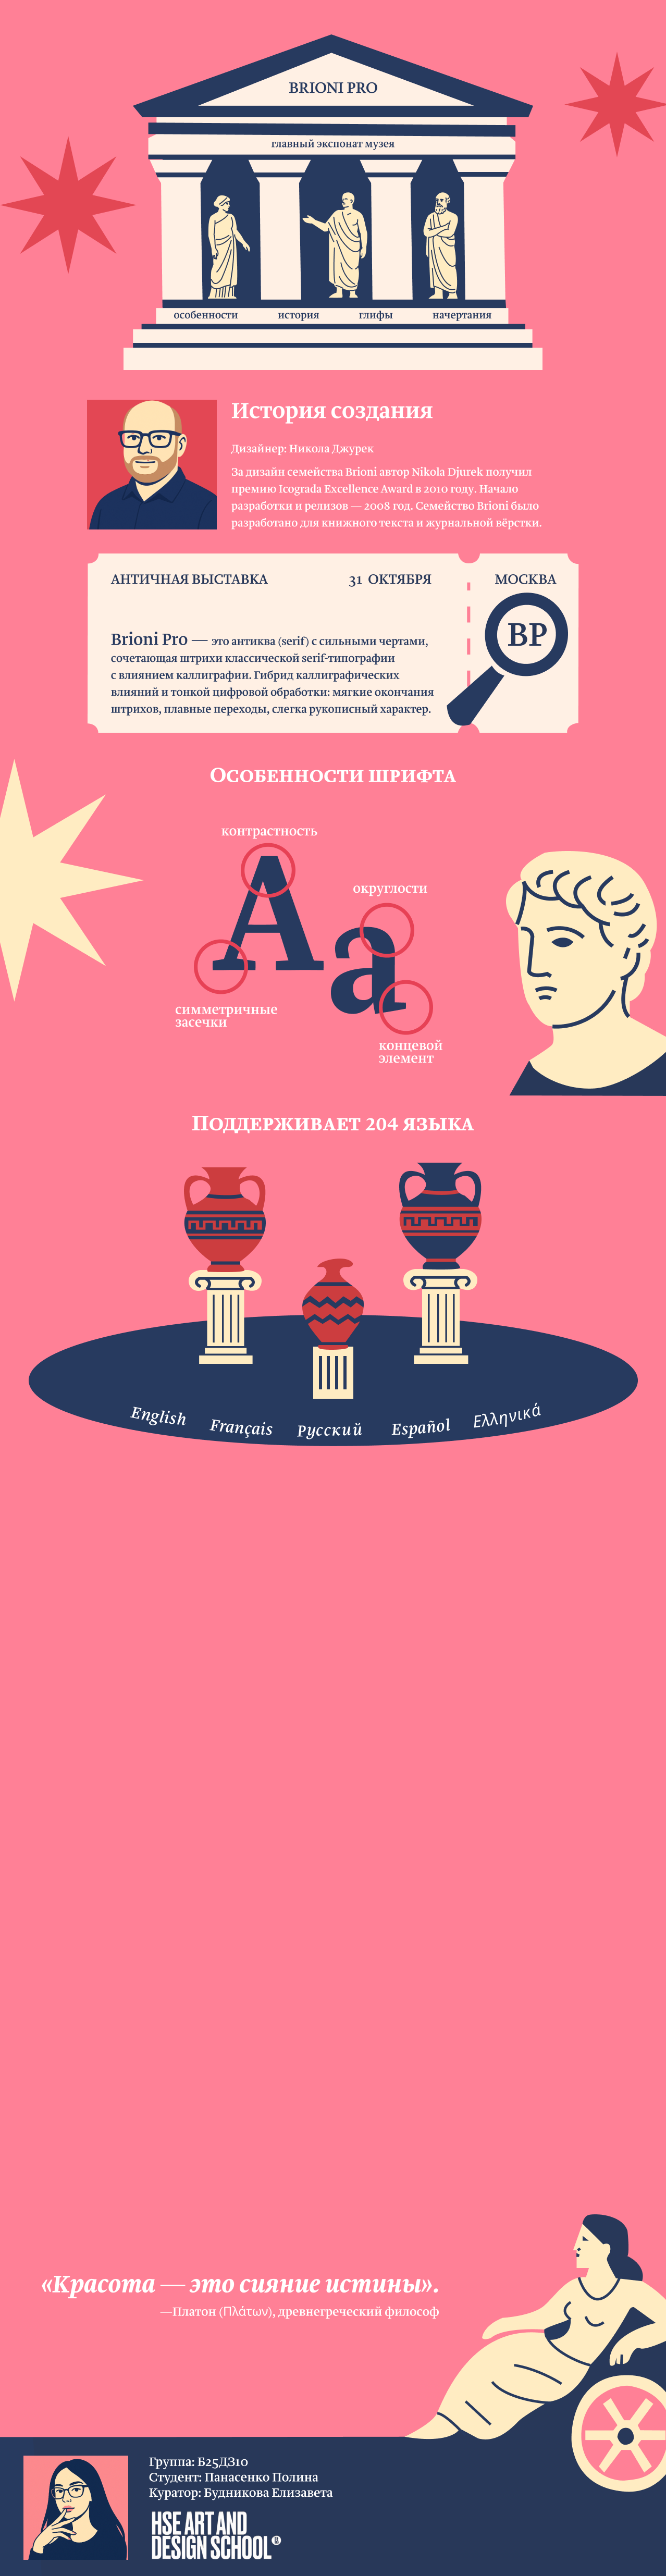 BRIONI PRO
главный экспонат музея
особенности история глифы начертания
История создания
Дизайнер: Никола Джурек
За дизайн семейства Brioni автор Nikola Djurek получил
премию Icograda Excellence Award в 2010 году. Начало
разработки и релизов — 2008 год. Семейство Brioni было
разработано для книжного текста и журнальной вёрстки.
АНТИЧНАЯ ВЫСТАВКА 31 ОКТЯБРЯ МОСКВА
BP
Brioni Pro — это антиква (serif) с сильными чертами,
сочетающая штрихи классической serif-типографии
с влиянием каллиграфии. Гибрид каллиграфических
влияний и тонкой цифровой обработки: мягкие окончания
штрихов, плавные переходы, слегка рукописный характер.
Особенности шрифта
контрастность
округлости
Aa
симметричные
засечки
концевой
элемент
Поддерживает 204 языка
English Français Русский Español Ελληνικά
«Красота — это сияние истины».
—Платон (Πλάτων), древнегреческий философ
Группа: Б25ДЗ10
Студент: Панасенко Полина
Куратор: Будникова Елизавета
HSE ART AND
DESIGN SCHOOL